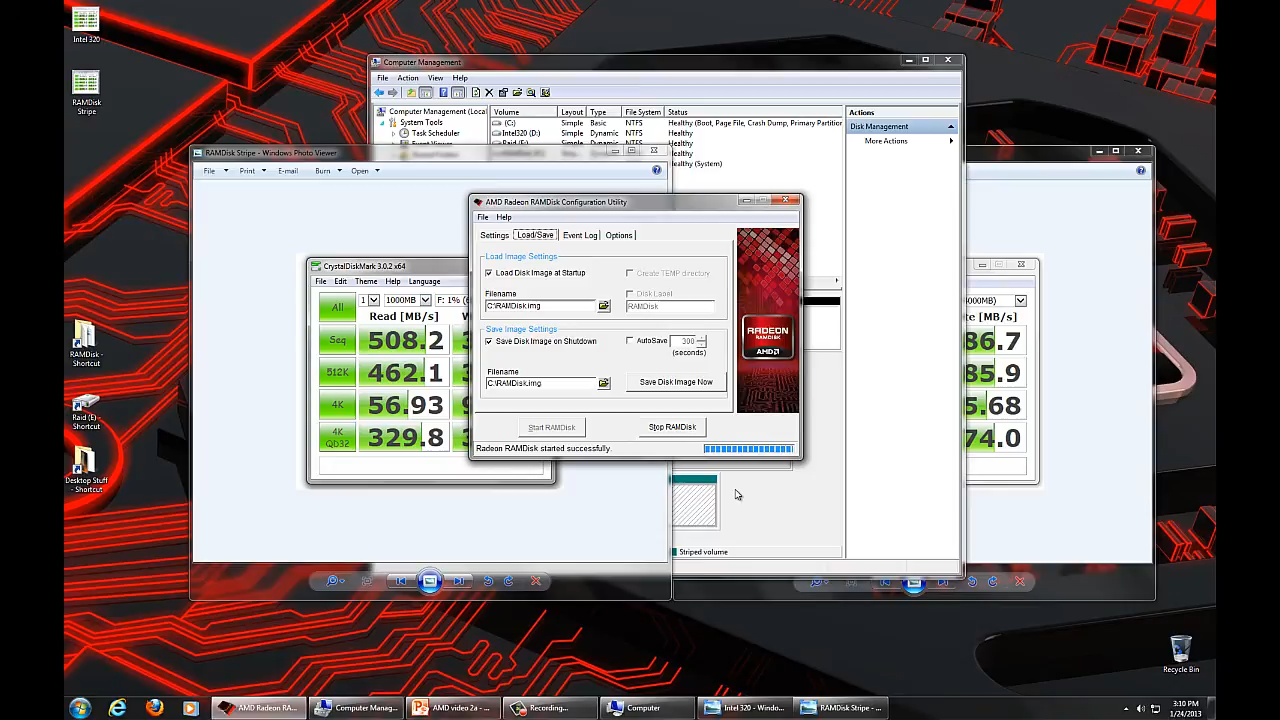 Intel 320
RAMDisk
Stripe
RAMDisk -
Shortcut
Raid (E) -
Shortcut
Desktop Stuff
- Shortcut
Recycle Bin
Computer Management
File Action View Help
Computer Management (Local
System Tools
Task Scheduler
Volume Layout Type File System Status
(C:) Simple Basic NTFS Healthy (Boot, Page File, Crash Dump, Primary Partition
Intel320 (D:) Simple Dynamic NTFS Healthy
Raid (E:) Simple Dynamic NTFS Healthy
Healthy
Healthy (System)
Actions
Disk Management
More Actions
Striped volume
RAMDisk Stripe - Windows Photo Viewer
File Print E-mail Burn Open
CrystalDiskMark 3.0.2 x64
File Edit Theme Help Language
All 1 1000MB F: 1% (
Read [MB/s] W
Seq 508.2
512K 462.1
4K 56.93
4K
QD32 329.8
AMD Radeon RAMDisk Configuration Utility
File Help
Settings Load/Save Event Log Options
Load Image Settings
Load Disk Image at Startup Create TEMP directory
Filename Disk Label
C:\RAMDisk.img RAMDisk
Save Image Settings
Save Disk Image on Shutdown AutoSave 300
(seconds)
Filename
C:\RAMDisk.img Save Disk Image Now
Start RAMDisk Stop RAMDisk
Radeon RAMDisk started successfully.
RADEON
RAMDISK
AMD
000MB)
te [MB/s]
86.7
85.9
5.68
74.0
AMD Radeon RA... Computer Manag... AMD video 2a - ... Recording... Computer Intel 320 - Windo... RAMDisk Stripe - ...
3:10 PM
1/24/2013